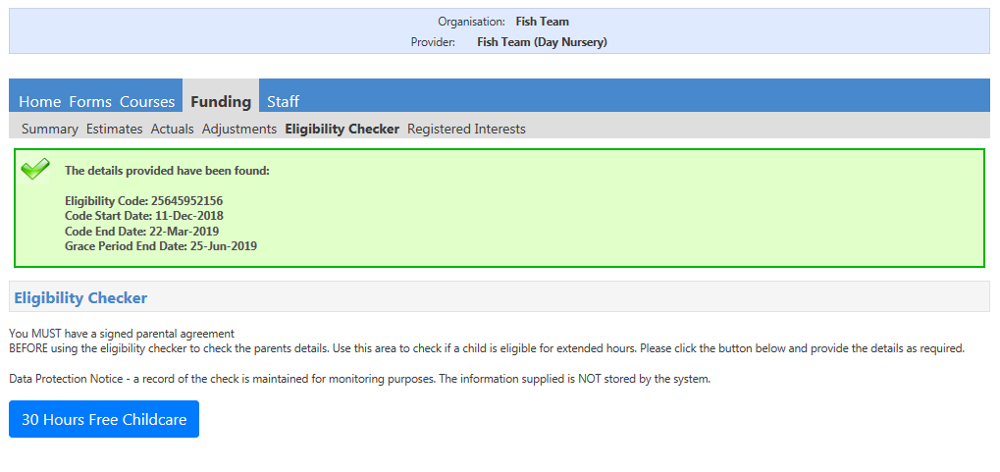 Organisation: Fish Team
Provider: Fish Team (Day Nursery)
Home Forms Courses Funding Staff
Summary Estimates Actuals Adjustments Eligibility Checker Registered Interests
The details provided have been found:
Eligibility Code: 25645952156
Code Start Date: 11-Dec-2018
Code End Date: 22-Mar-2019
Grace Period End Date: 25-Jun-2019
Eligibility Checker
You MUST have a signed parental agreement
BEFORE using the eligibility checker to check the parents details. Use this area to check if a child is eligible for extended hours. Please click the button below and provide the details as required.
Data Protection Notice - a record of the check is maintained for monitoring purposes. The information supplied is NOT stored by the system.
30 Hours Free Childcare